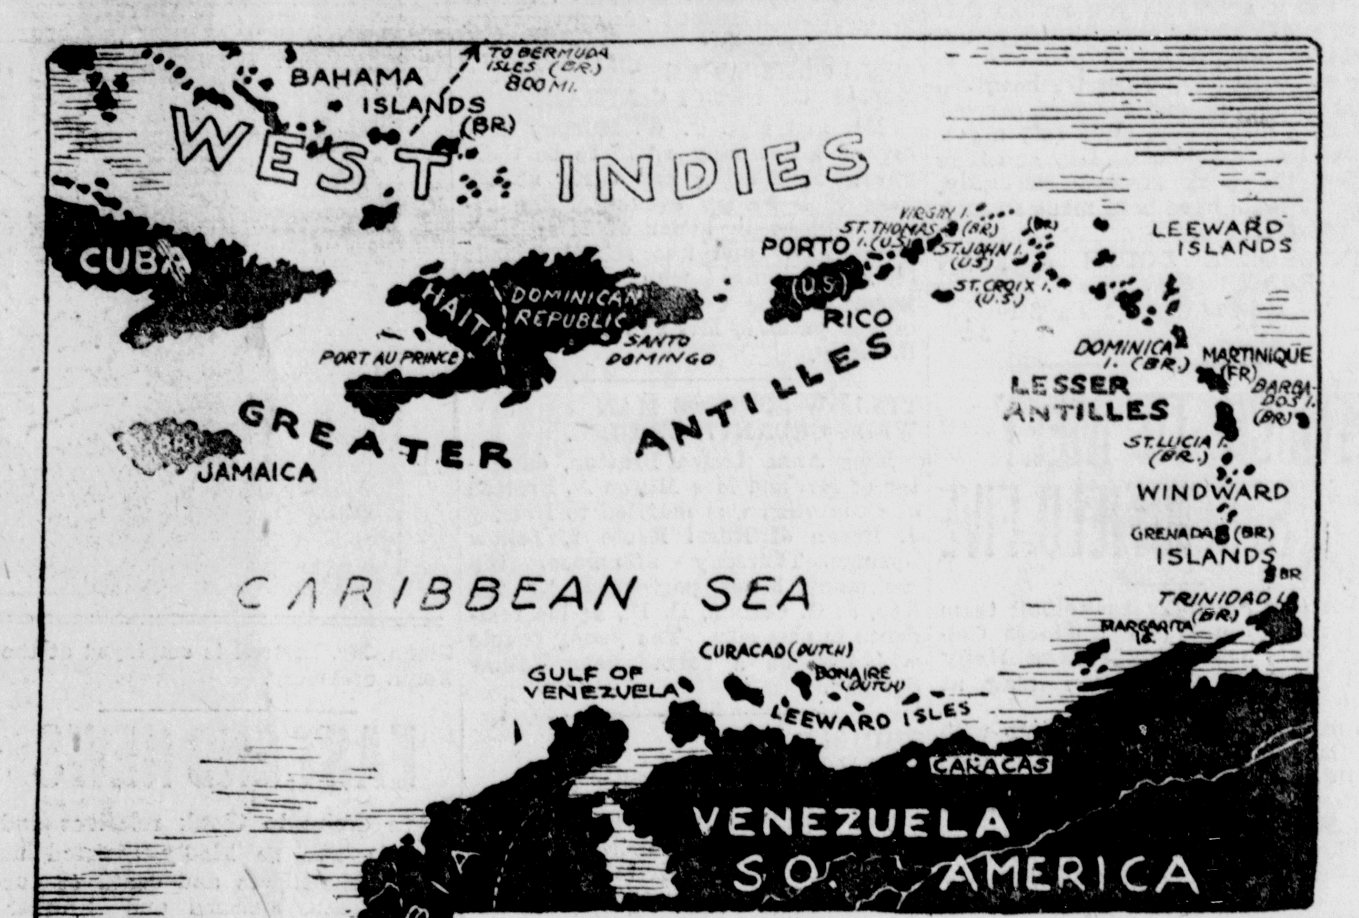 TO BERMUDA
ISLES (BR.)
800 MI.
BAHAMA
ISLANDS
(BR)
WEST INDIES
CUBA
HAITI
DOMINICAN
REPUBLIC
SANTO
DOMINGO
PORT AU PRINCE
VIRGIN I.
(BR)
ST. THOMAS
I. (U.S.)
(BR)
ST. JOHN I.
(U.S)
ST. CROIX I.
(U.S.)
PORTO
(U.S)
RICO
LEEWARD
ISLANDS
DOMINICA
I. (BR.)
MARTINIQUE
(FR)
BARBA-
DOS I.
(BR)
LESSER
ANTILLES
ST. LUCIA I.
(BR.)
WINDWARD
GRENADA (BR)
ISLANDS
BR
GREATER ANTILLES
JAMAICA
CARIBBEAN SEA
TRINIDAD I.
(BR.)
MARGARITA
IS.
CURACAO (DUTCH)
BONAIRE
(DUTCH)
LEEWARD ISLES
GULF OF
VENEZUELA
CARACAS
VENEZUELA
SO. AMERICA